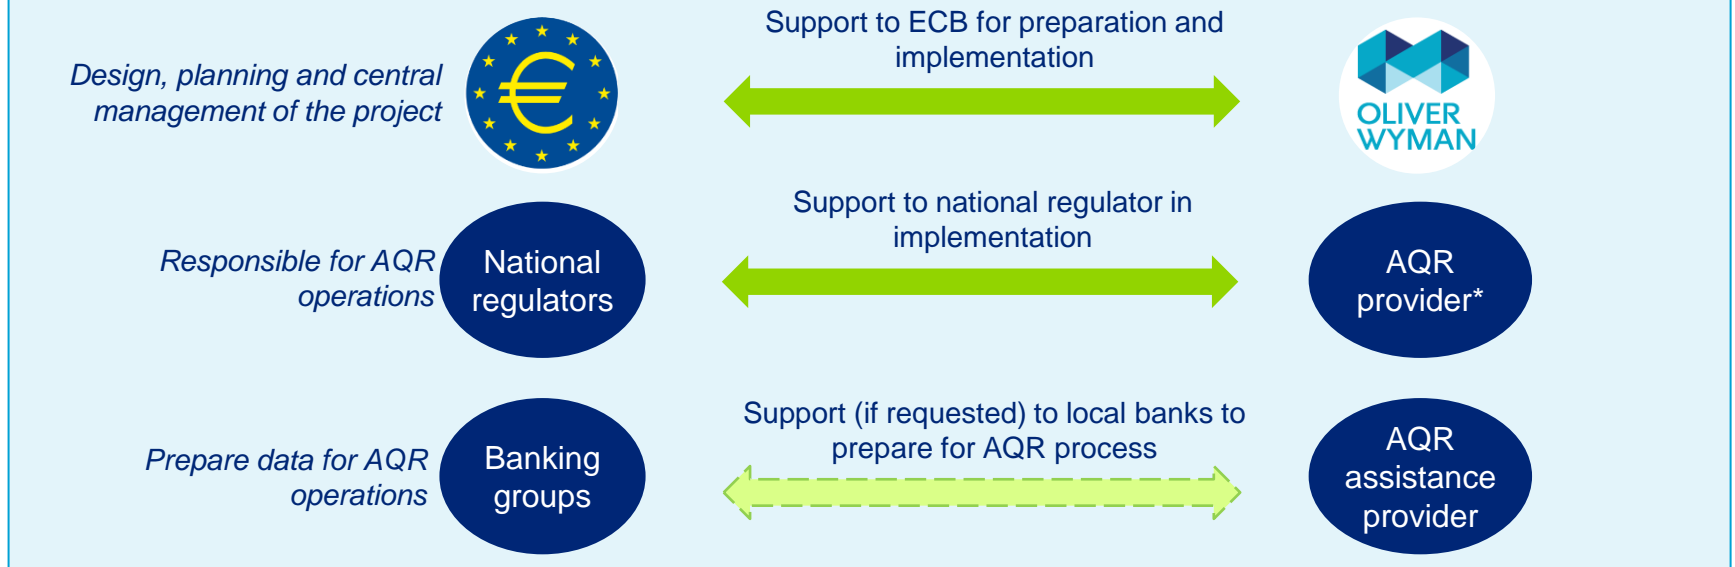 Design, planning and central
management of the project
Support to ECB for preparation and
implementation
OLIVER
WYMAN
Responsible for AQR
operations
National
regulators
Support to national regulator in
implementation
AQR
provider*
Prepare data for AQR
operations
Banking
groups
Support (if requested) to local banks to
prepare for AQR process
AQR
assistance
provider